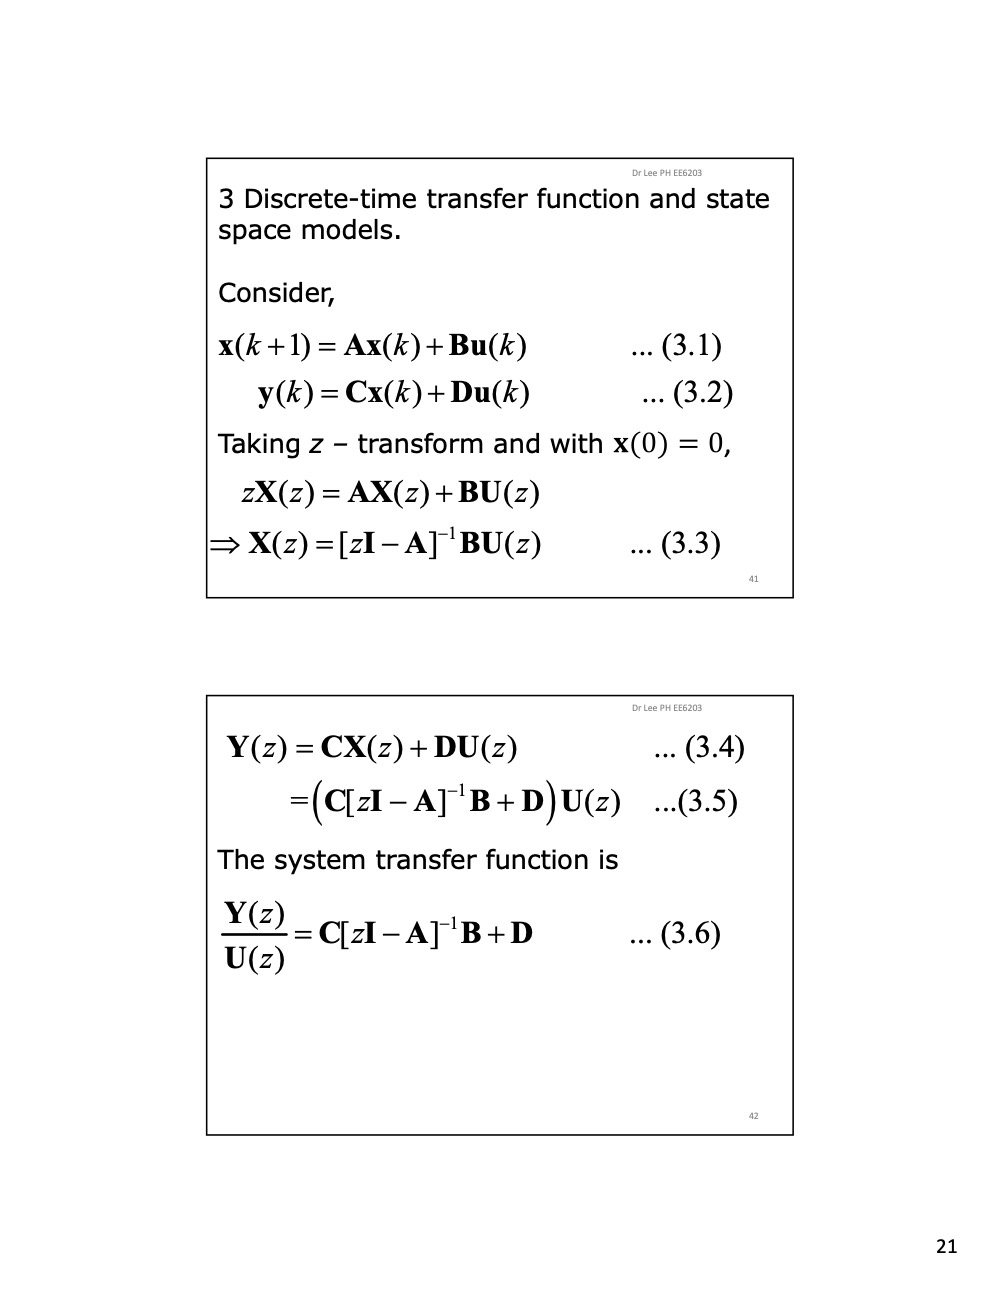 Dr Lee PH EE6203
3 Discrete-time transfer function and state
space models.
Consider,
x(k+1) = Ax(k) + Bu(k) ... (3.1)
y(k) = Cx(k) + Du(k) ... (3.2)
Taking z – transform and with x(0) = 0,
zX(z) = AX(z) + BU(z)
⇒ X(z) = [zI − A]⁻¹BU(z) ... (3.3)
41
Dr Lee PH EE6203
Y(z) = CX(z) + DU(z) ... (3.4)
=(C[zI − A]⁻¹B + D)U(z) ...(3.5)
The system transfer function is
Y(z)/U(z) = C[zI − A]⁻¹B + D ... (3.6)
42
21